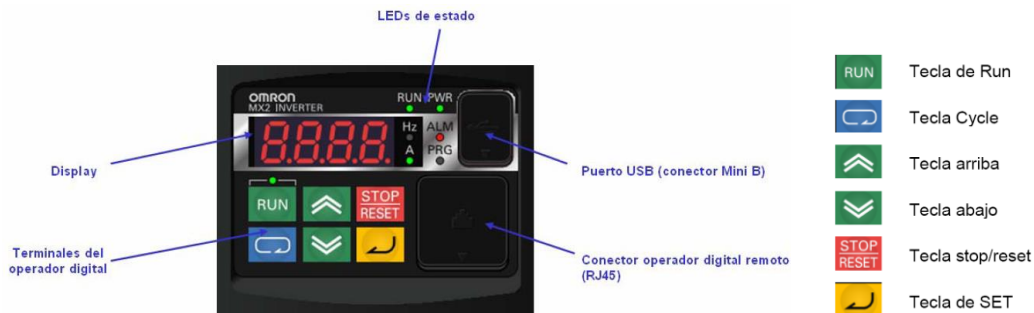 LEDs de estado
OMRON
MX2 INVERTER
RUN PWR
8.8.8.8.
Hz
ALM
A
PRG
Display
RUN
STOP
RESET
Puerto USB (conector Mini B)
Terminales del
operador digital
Conector operador digital remoto
(RJ45)
RUN
Tecla de Run
Tecla Cycle
Tecla arriba
Tecla abajo
STOP
RESET
Tecla stop/reset
Tecla de SET